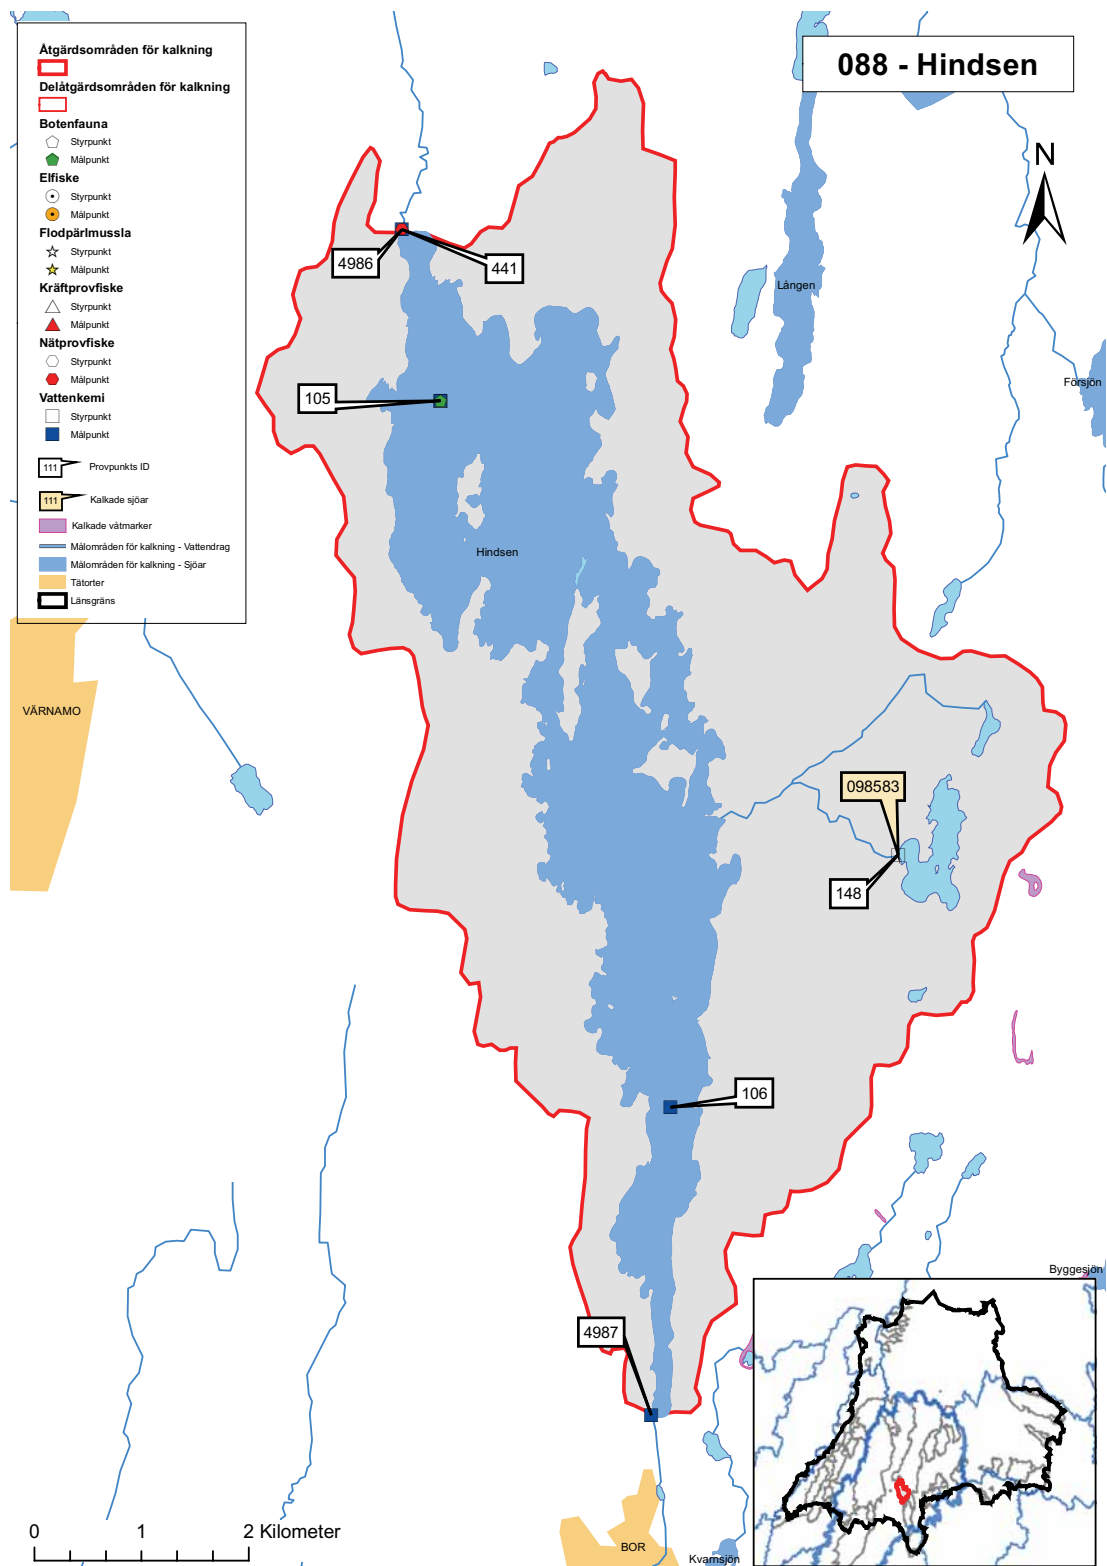 088 - Hindsen
Åtgärdsområden för kalkning
Delåtgärdsområden för kalkning
Botenfauna
Styrpunkt
Målpunkt
Elfiske
Styrpunkt
Målpunkt
Flodpärlmussla
Styrpunkt
Målpunkt
Kräftprovfiske
Styrpunkt
Målpunkt
Nätprovfiske
Styrpunkt
Målpunkt
Vattenkemi
Styrpunkt
Målpunkt
111 Provpunkts ID
111 Kalkade sjöar
Kalkade våtmarker
Målområden för kalkning - Vattendrag
Målområden för kalkning - Sjöar
Tätorter
Länsgräns
N
4986
441
Lången
Försjön
105
Hindsen
VÄRNAMO
098583
148
106
Byggesjön
4987
0 1 2 Kilometer
BOR
Kvarnsjön